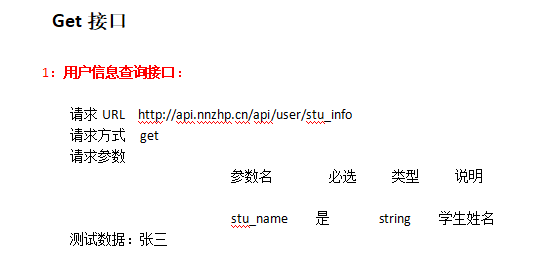 Get 接口
1：用户信息查询接口：
请求 URL http://api.nnzhp.cn/api/user/stu_info
请求方式 get
请求参数
参数名 必选 类型 说明
stu_name 是 string 学生姓名
测试数据：张三